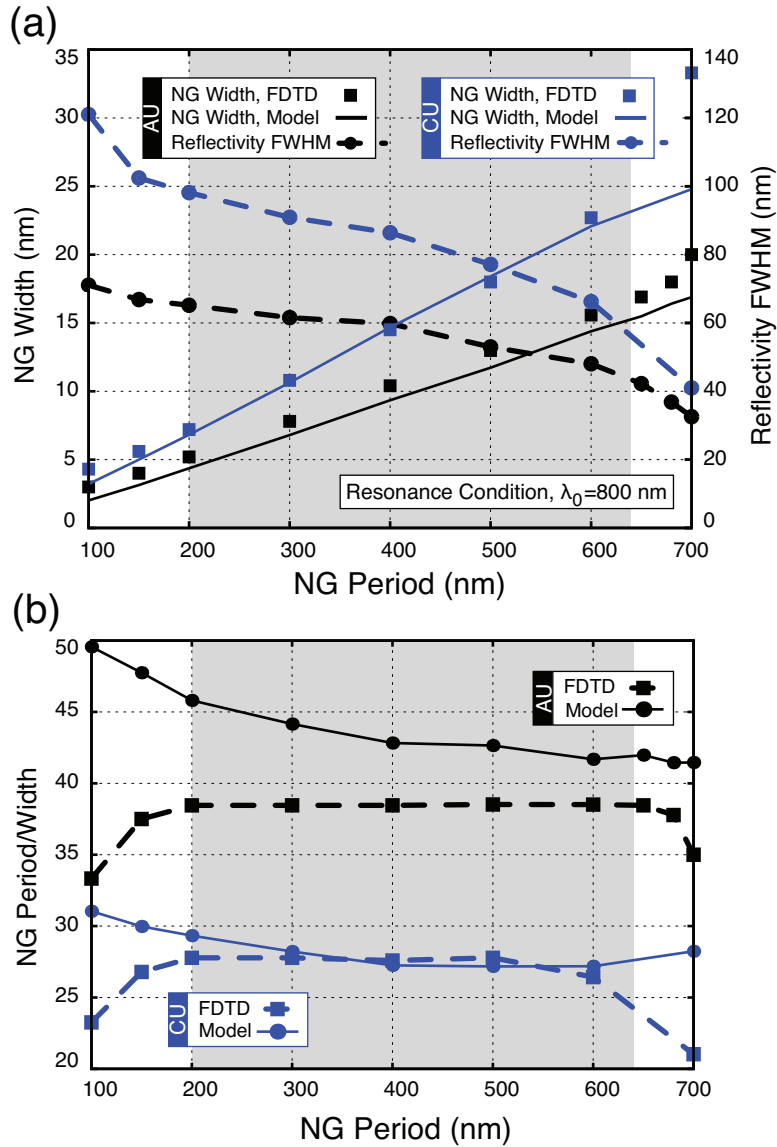 (a)
35
30
25
20
15
10
5
0
NG Width (nm)
140
120
100
80
60
40
20
0
Reflectivity FWHM (nm)
AU
NG Width, FDTD
NG Width, Model
Reflectivity FWHM
CU
NG Width, FDTD
NG Width, Model
Reflectivity FWHM
Resonance Condition, λ0=800 nm
100 200 300 400 500 600 700
NG Period (nm)
(b)
50
45
40
35
30
25
20
NG Period/Width
AU
FDTD
Model
CU
FDTD
Model
100 200 300 400 500 600 700
NG Period (nm)